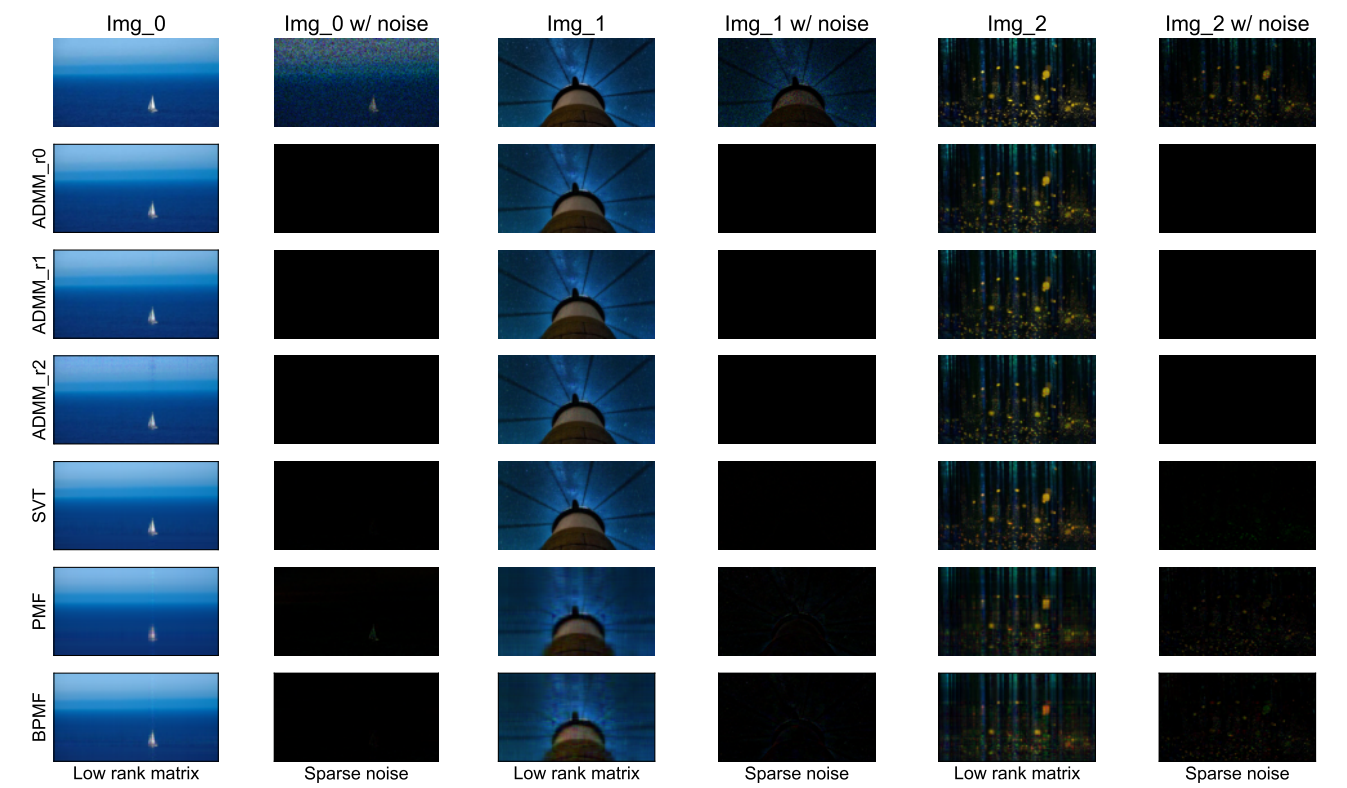 Img_0 Img_0 w/ noise Img_1 Img_1 w/ noise Img_2 Img_2 w/ noise
ADMM_r0
ADMM_r1
ADMM_r2
SVT
PMF
BPMF
Low rank matrix Sparse noise Low rank matrix Sparse noise Low rank matrix Sparse noise